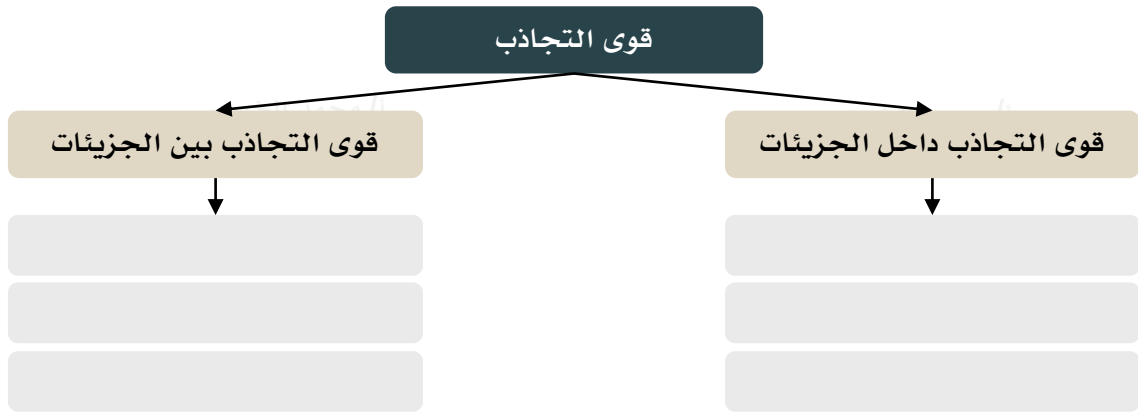 قوى التجاذب
قوى التجاذب داخل الجزيئات
قوى التجاذب بين الجزيئات